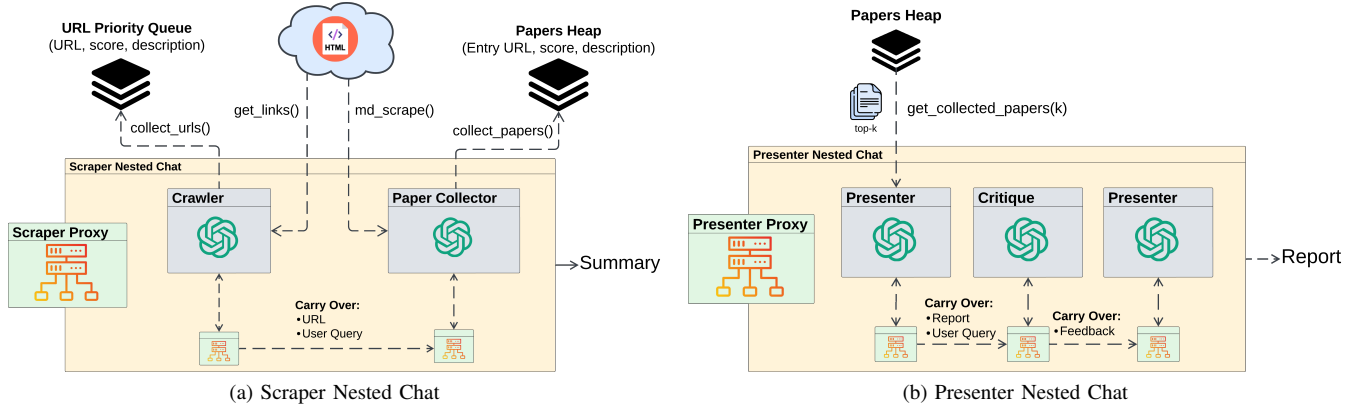 URL Priority Queue
(URL, score, description)
</>
HTML
Papers Heap
(Entry URL, score, description)
get_links()
md_scrape()
collect_urls()
collect_papers()
Scraper Nested Chat
Crawler
Paper Collector
Scraper Proxy
Summary
Carry Over:
•URL
•User Query
(a) Scraper Nested Chat
Papers Heap
top-k
get_collected_papers(k)
Presenter Nested Chat
Presenter
Critique
Presenter
Presenter Proxy
Report
Carry Over:
•Report
•User Query
Carry Over:
•Feedback
(b) Presenter Nested Chat